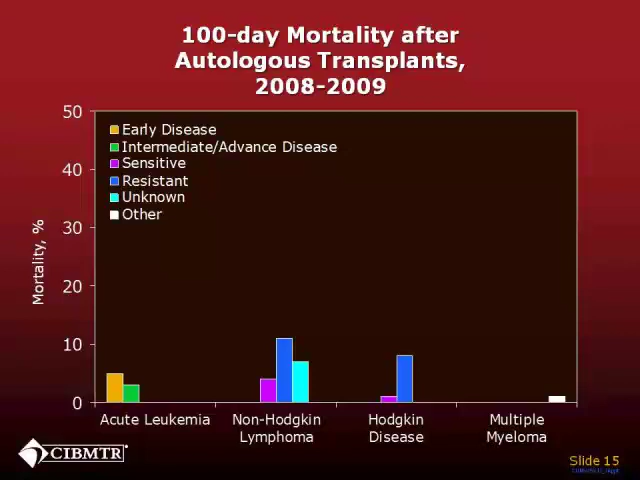 100-day Mortality after
Autologous Transplants,
2008-2009
50
40
30
20
10
0
Mortality, %
Early Disease
Intermediate/Advance Disease
Sensitive
Resistant
Unknown
Other
Acute Leukemia
Non-Hodgkin
Lymphoma
Hodgkin
Disease
Multiple
Myeloma
CIBMTR
Slide 15